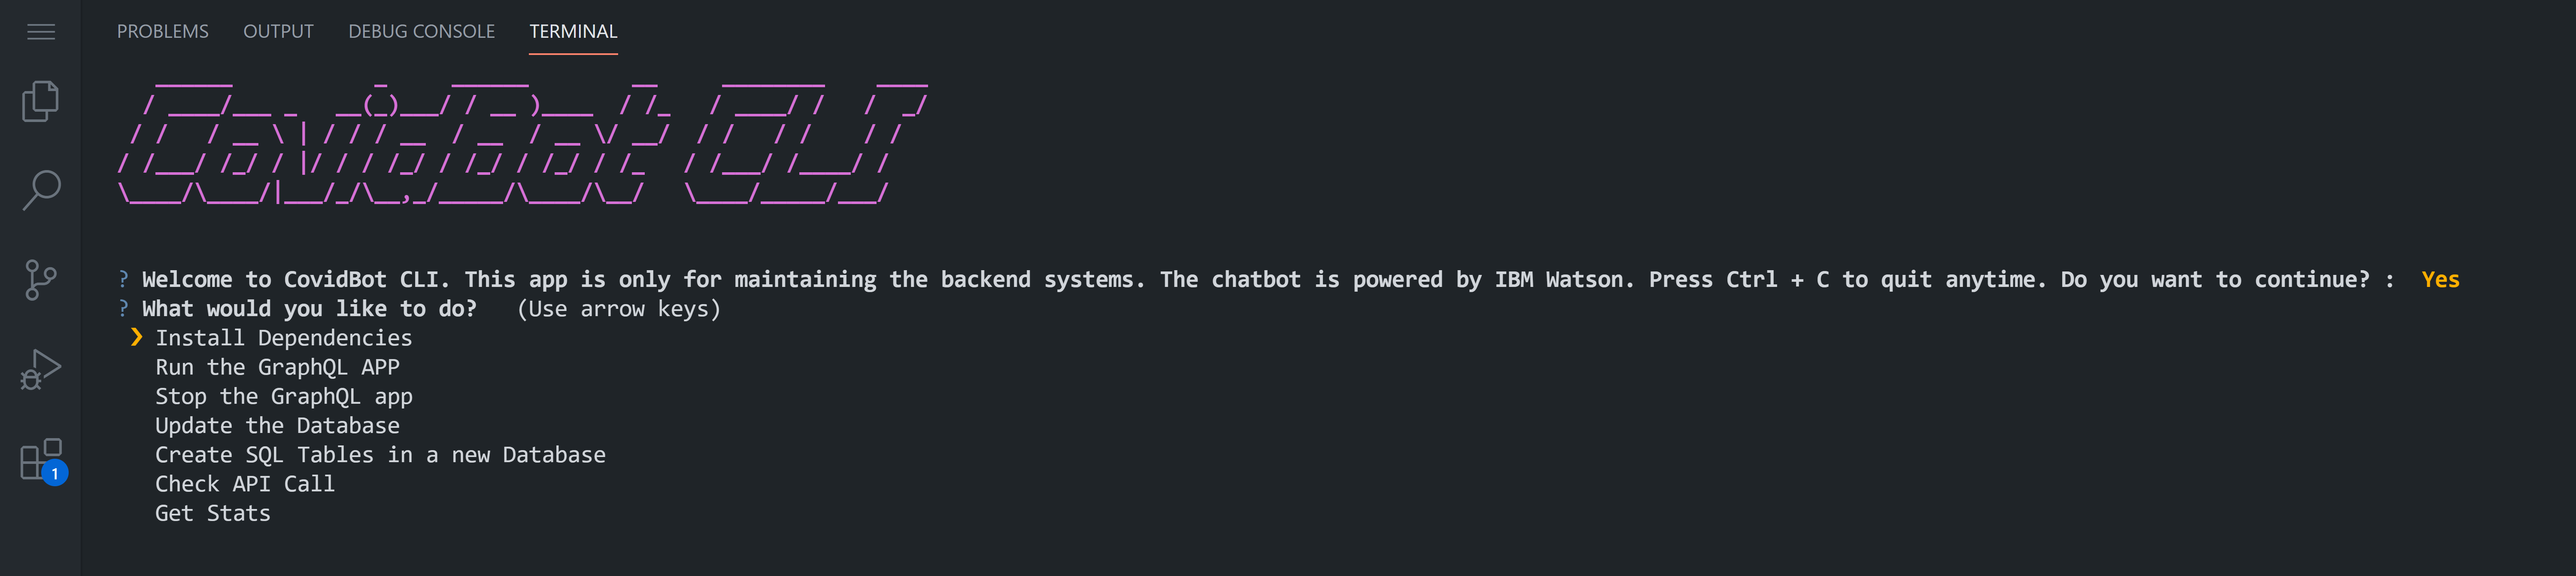 PROBLEMS OUTPUT DEBUG CONSOLE TERMINAL
CovidBot CLI
? Welcome to CovidBot CLI. This app is only for maintaining the backend systems. The chatbot is powered by IBM Watson. Press Ctrl + C to quit anytime. Do you want to continue? : Yes
? What would you like to do? (Use arrow keys)
❯ Install Dependencies
Run the GraphQL APP
Stop the GraphQL app
Update the Database
Create SQL Tables in a new Database
Check API Call
Get Stats
1